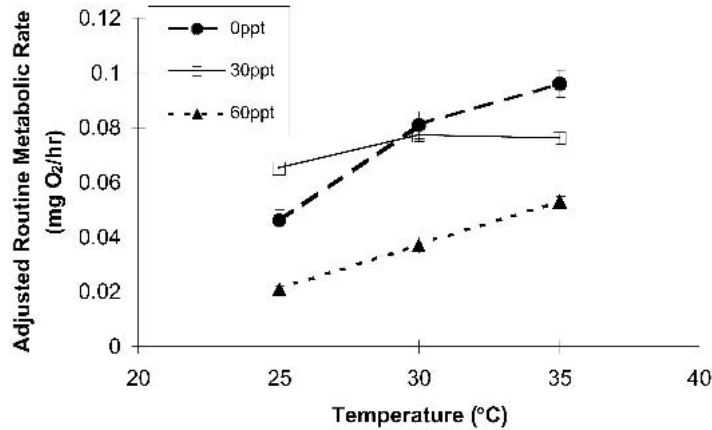 Adjusted Routine Metabolic Rate
(mg O₂/hr)
0.12
0.1
0.08
0.06
0.04
0.02
0
0ppt
30ppt
60ppt
20
25
30
35
40
Temperature (°C)